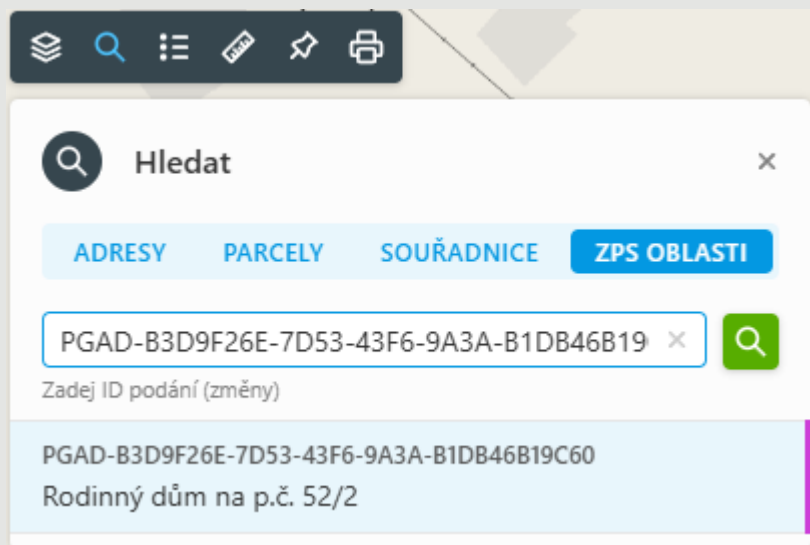 Hledat
ADRESY PARCELY SOUŘADNICE ZPS OBLASTI
PGAD-B3D9F26E-7D53-43F6-9A3A-B1DB46B19
Zadej ID podání (změny)
PGAD-B3D9F26E-7D53-43F6-9A3A-B1DB46B19C60
Rodinný dům na p.č. 52/2